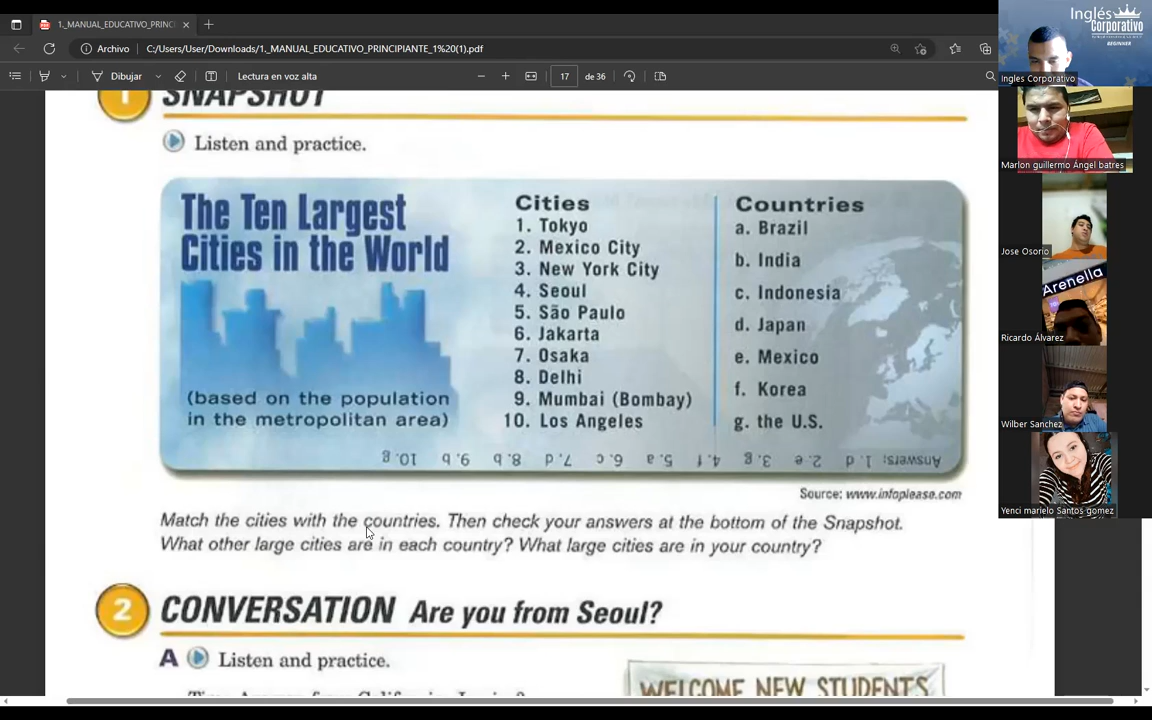 1._MANUAL_EDUCATIVO_PRINC
Archivo
C:/Users/User/Downloads/1._MANUAL_EDUCATIVO_PRINCIPIANTE_1%20(1).pdf
Dibujar
Lectura en voz alta
17
de 36
1 SNAPSHOT
Listen and practice.
The Ten Largest
Cities in the World
(based on the population
in the metropolitan area)
Cities
1. Tokyo
2. Mexico City
3. New York City
4. Seoul
5. São Paulo
6. Jakarta
7. Osaka
8. Delhi
9. Mumbai (Bombay)
10. Los Angeles
Countries
a. Brazil
b. India
c. Indonesia
d. Japan
e. Mexico
f. Korea
g. the U.S.
Answers: 1. d 2. e 3. g 4. f 5. a 6. c 7. d 8. b 9. b 10. g
Source: www.infoplease.com
Match the cities with the countries. Then check your answers at the bottom of the Snapshot.
What other large cities are in each country? What large cities are in your country?
2 CONVERSATION Are you from Seoul?
A Listen and practice.
WELCOME NEW STUDENTS
Inglés
Corporativo
BEGINNER
Ingles Corporativo
Marlon guillermo Ángel batres
Jose Osorio
Arenella
Ricardo Álvarez
Wilber Sanchez
Yenci marielo Santos gomez